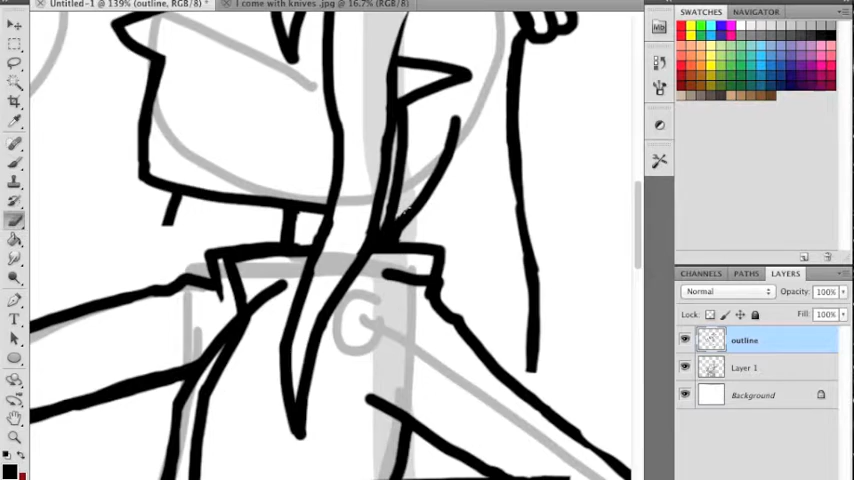 Untitled-1 @ 139% (outline, RGB/8) *
I come with knives .jpg @ 16.7% (RGB/8*)
SWATCHES
NAVIGATOR
CHANNELS
PATHS
LAYERS
Normal
Opacity: 100%
Lock:
Fill: 100%
outline
Layer 1
Background